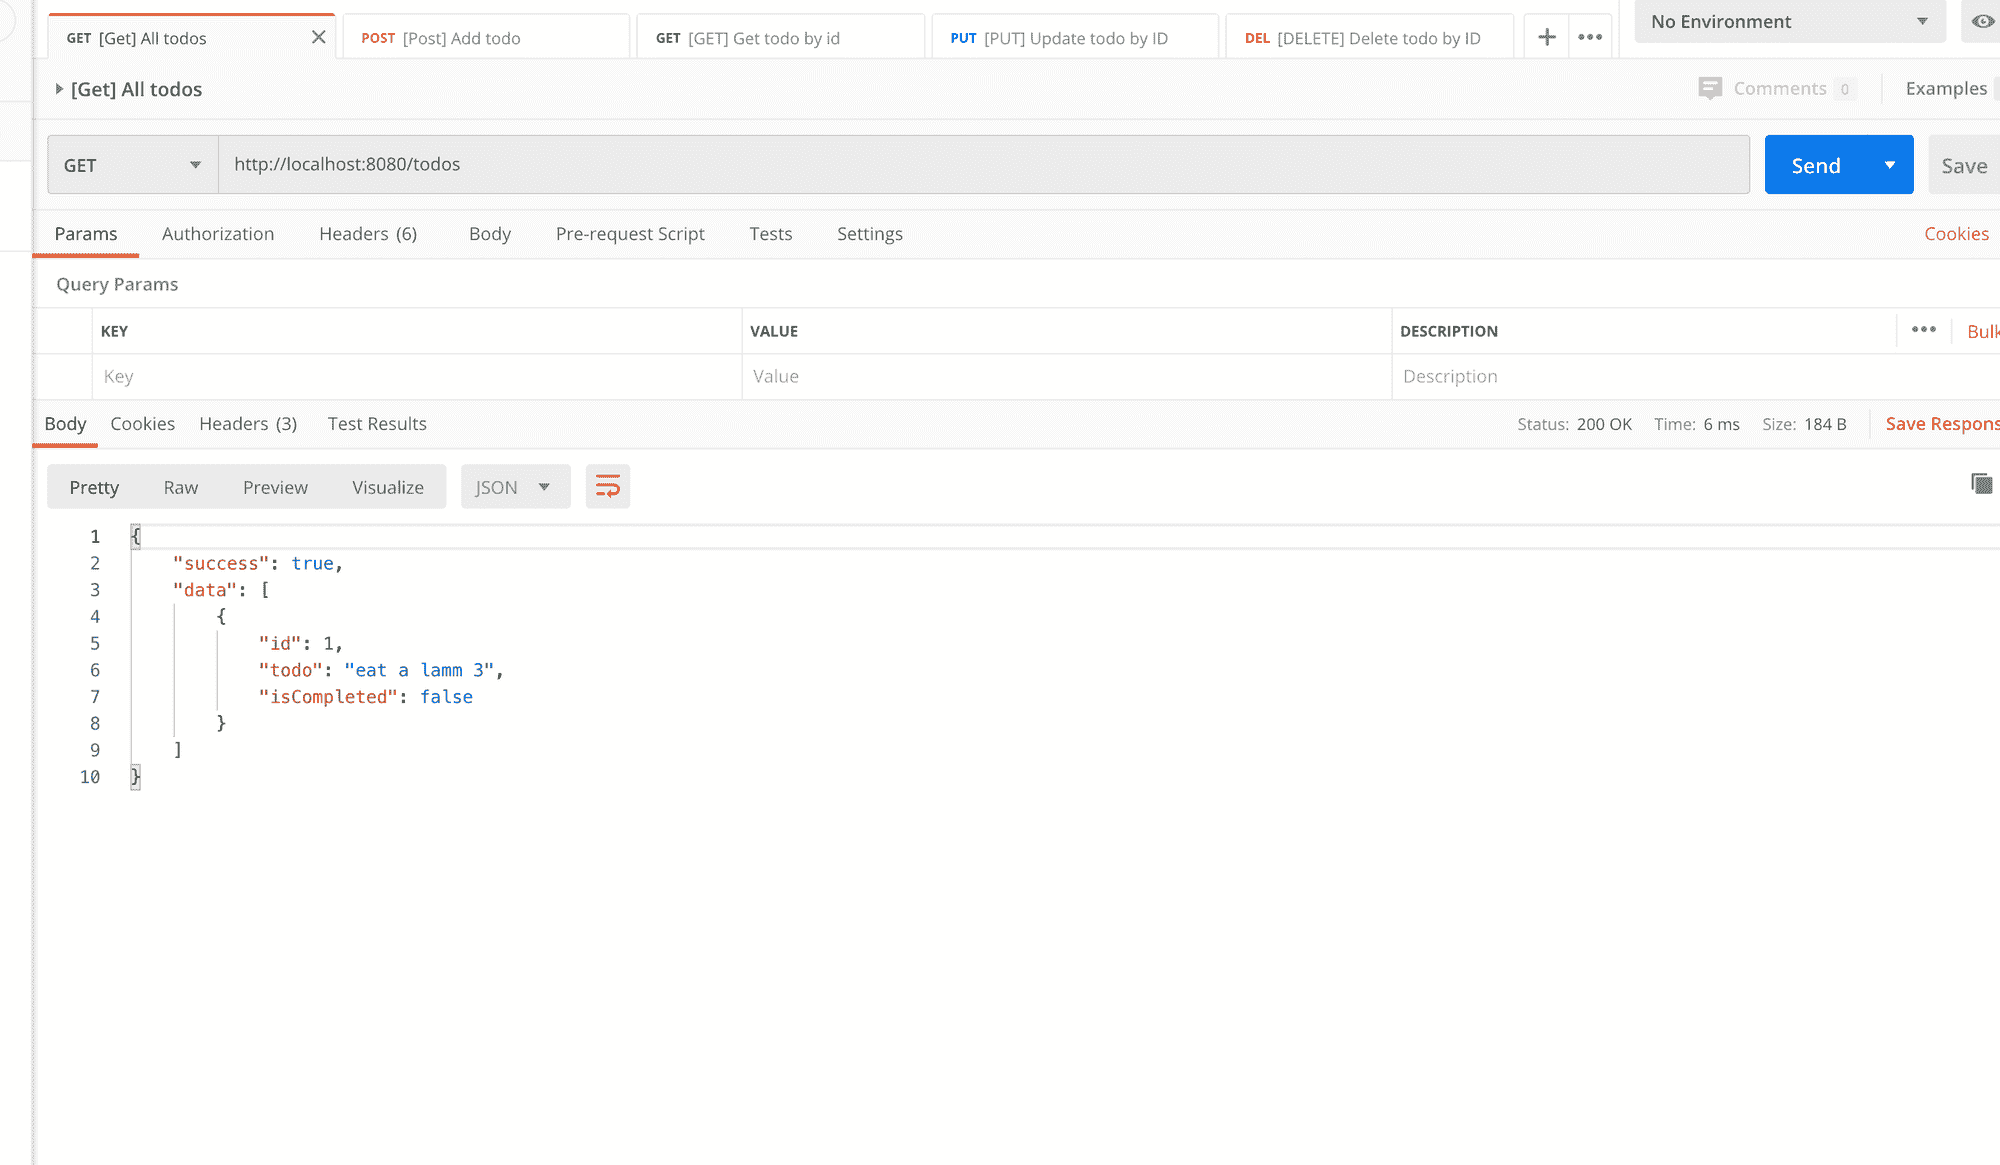 GET [Get] All todos
POST [Post] Add todo
GET [GET] Get todo by id
PUT [PUT] Update todo by ID
DEL [DELETE] Delete todo by ID
No Environment
[Get] All todos
Comments 0
Examples
GET
http://localhost:8080/todos
Send
Save
Params Authorization Headers (6) Body Pre-request Script Tests Settings Cookies
Query Params
KEY VALUE DESCRIPTION Bulk
Key Value Description
Body Cookies Headers (3) Test Results Status: 200 OK Time: 6 ms Size: 184 B Save Respons
Pretty Raw Preview Visualize JSON
1 {
2 "success": true,
3 "data": [
4 {
5 "id": 1,
6 "todo": "eat a lamm 3",
7 "isCompleted": false
8 }
9 ]
10 }